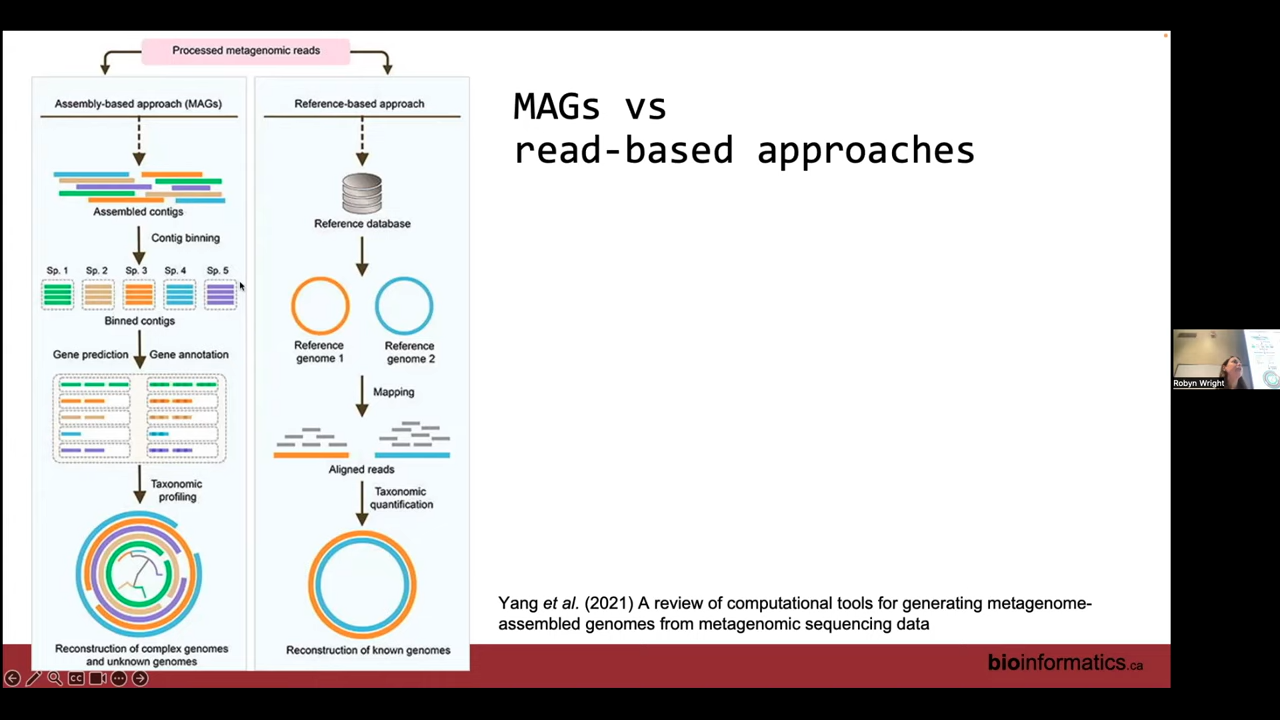 Processed metagenomic reads
Assembly-based approach (MAGs)
Assembled contigs
Contig binning
Sp. 1 Sp. 2 Sp. 3 Sp. 4 Sp. 5
Binned contigs
Gene prediction Gene annotation
Taxonomic
profiling
Reconstruction of complex genomes
and unknown genomes
Reference-based approach
Reference database
Reference
genome 1
Reference
genome 2
Mapping
Aligned reads
Taxonomic
quantification
Reconstruction of known genomes
MAGs vs
read-based approaches
Yang et al. (2021) A review of computational tools for generating metagenome-
assembled genomes from metagenomic sequencing data
bioinformatics.ca
CC
Robyn Wright